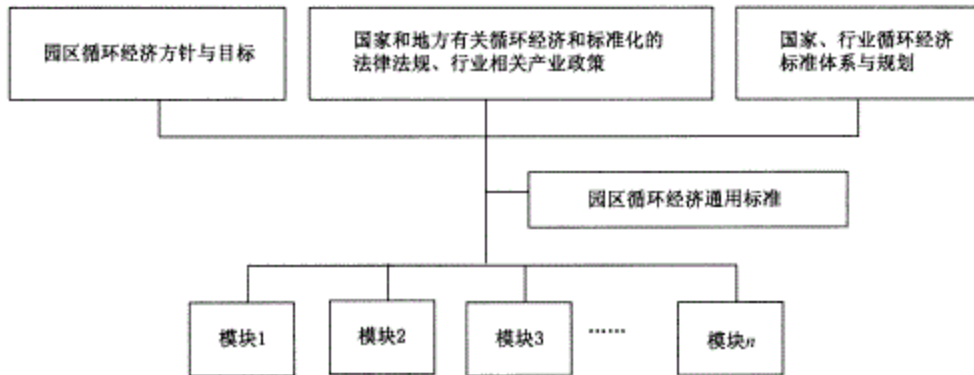 园区循环经济方针与目标
国家和地方有关循环经济和标准化的
法律法规、行业相关产业政策
国家、行业循环经济
标准体系与规划
园区循环经济通用标准
模块1
模块2
模块3
……
模块n